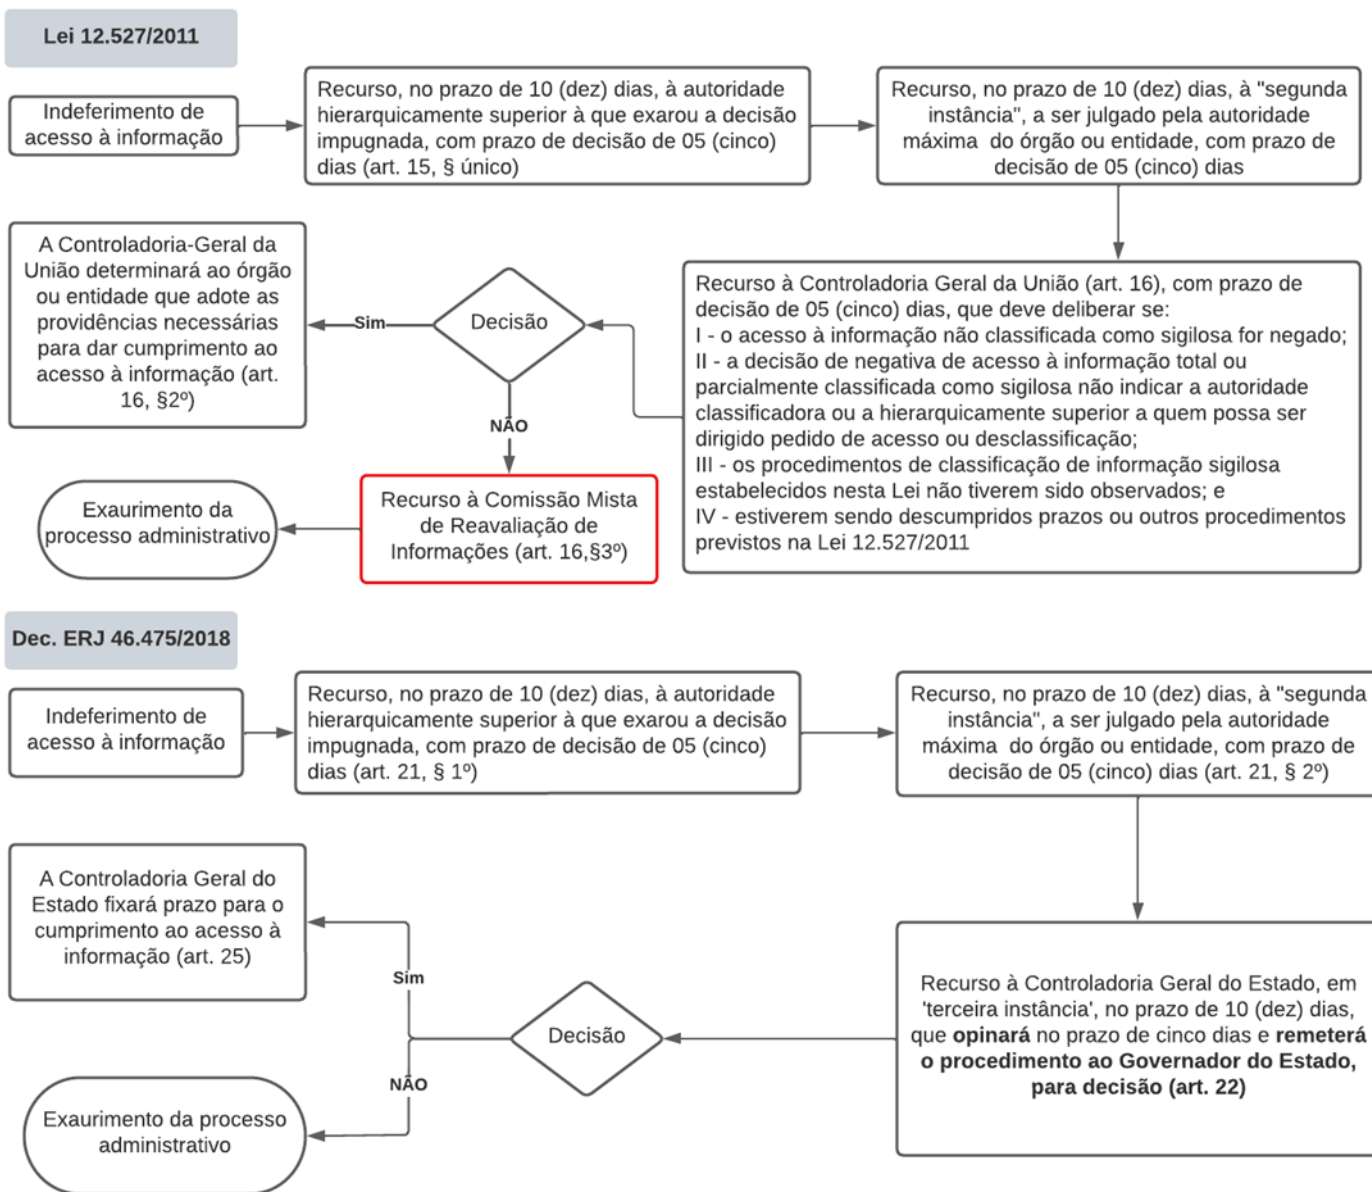 Lei 12.527/2011
Indeferimento de
acesso à informação
Recurso, no prazo de 10 (dez) dias, à autoridade
hierarquicamente superior à que exarou a decisão
impugnada, com prazo de decisão de 05 (cinco)
dias (art. 15, § único)
Recurso, no prazo de 10 (dez) dias, à "segunda
instância", a ser julgado pela autoridade
máxima do órgão ou entidade, com prazo de
decisão de 05 (cinco) dias
Recurso à Controladoria Geral da União (art. 16), com prazo de
decisão de 05 (cinco) dias, que deve deliberar se:
I - o acesso à informação não classificada como sigilosa for negado;
II - a decisão de negativa de acesso à informação total ou
parcialmente classificada como sigilosa não indicar a autoridade
classificadora ou a hierarquicamente superior a quem possa ser
dirigido pedido de acesso ou desclassificação;
III - os procedimentos de classificação de informação sigilosa
estabelecidos nesta Lei não tiverem sido observados; e
IV - estiverem sendo descumpridos prazos ou outros procedimentos
previstos na Lei 12.527/2011
Decisão
Sim
A Controladoria-Geral da
União determinará ao órgão
ou entidade que adote as
providências necessárias
para dar cumprimento ao
acesso à informação (art.
16, §2º)
NÃO
Recurso à Comissão Mista
de Reavaliação de
Informações (art. 16,§3º)
Exaurimento da
processo administrativo
Dec. ERJ 46.475/2018
Indeferimento de
acesso à informação
Recurso, no prazo de 10 (dez) dias, à autoridade
hierarquicamente superior à que exarou a decisão
impugnada, com prazo de decisão de 05 (cinco)
dias (art. 21, § 1º)
Recurso, no prazo de 10 (dez) dias, à "segunda
instância", a ser julgado pela autoridade
máxima do órgão ou entidade, com prazo de
decisão de 05 (cinco) dias (art. 21, § 2º)
Recurso à Controladoria Geral do Estado, em
'terceira instância', no prazo de 10 (dez) dias,
que opinará no prazo de cinco dias e remeterá
o procedimento ao Governador do Estado,
para decisão (art. 22)
Decisão
Sim
A Controladoria Geral do
Estado fixará prazo para o
cumprimento ao acesso à
informação (art. 25)
NÃO
Exaurimento da processo
administrativo